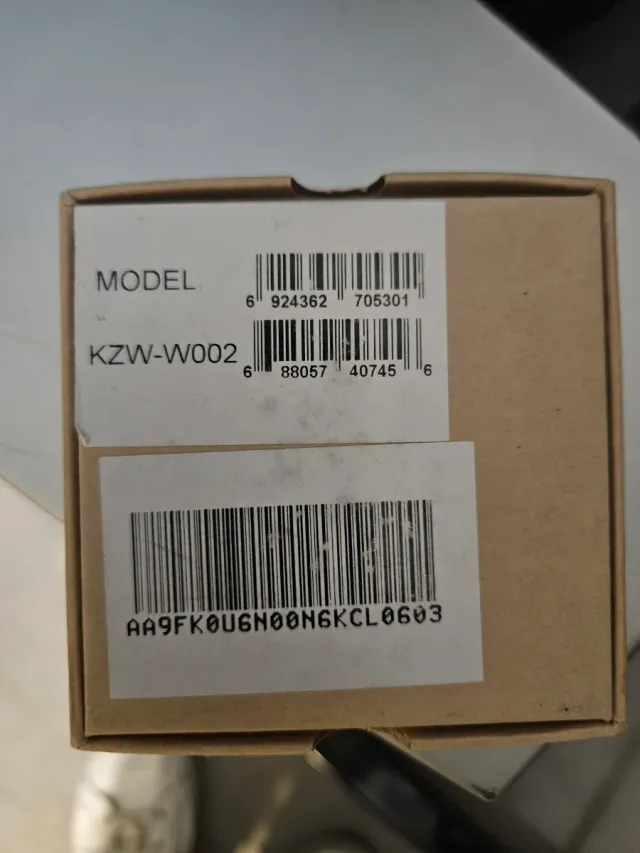 MODEL
6 924362 705301
KZW-W002
6 88057 40745 6
AA9FK0U6N00N6KCL0603